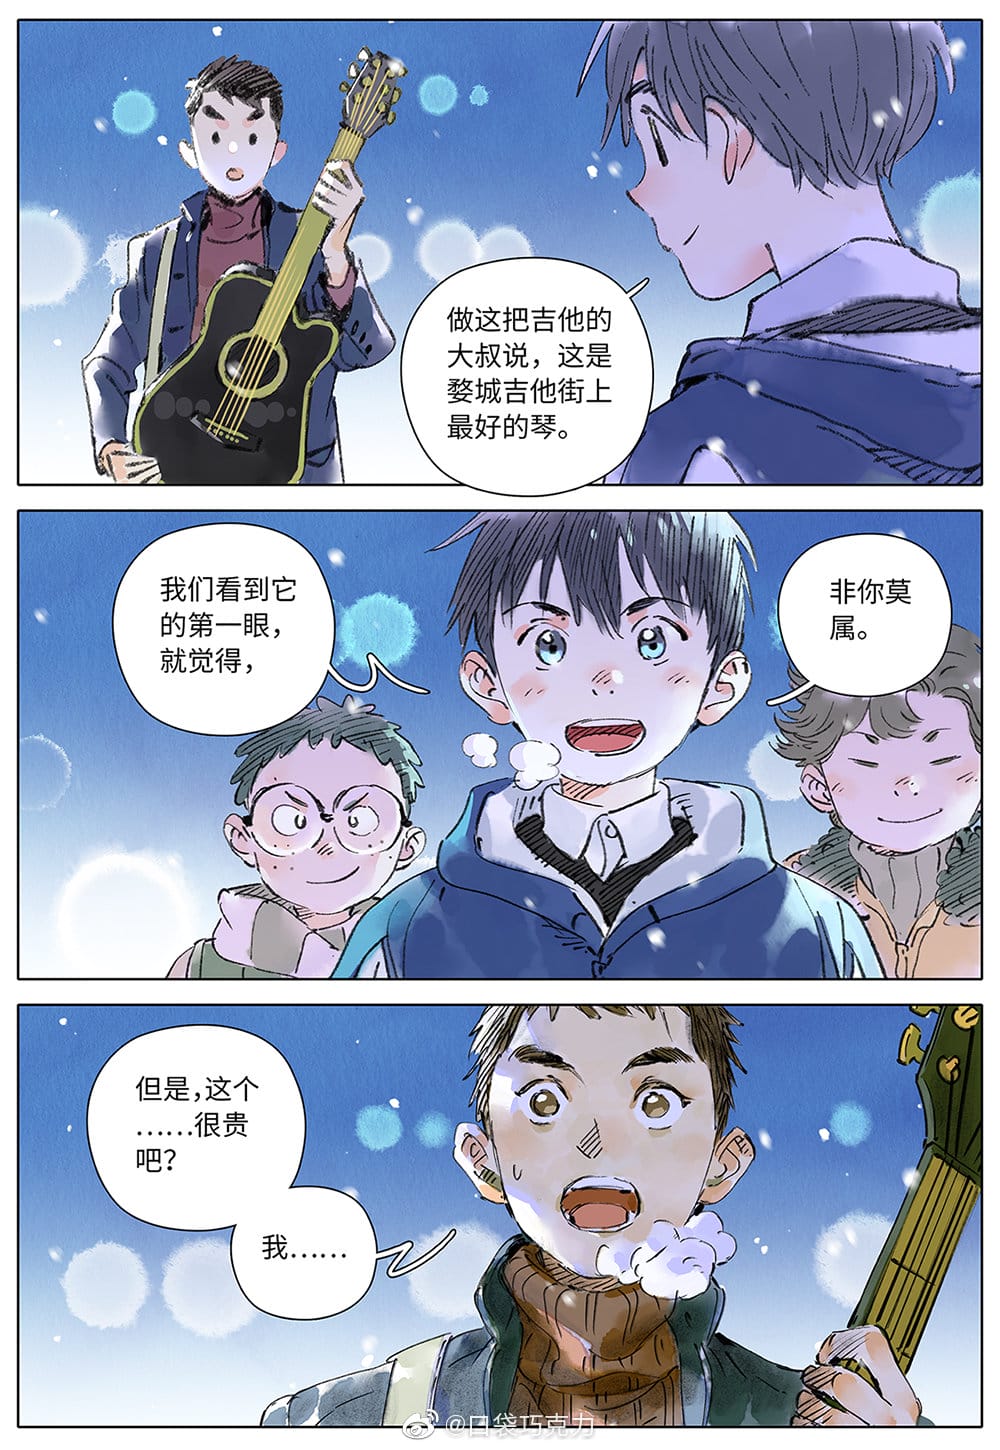 做这把吉他的
大叔说，这是
婺城吉他街上
最好的琴。
我们看到它
的第一眼，
就觉得，
非你莫
属。
但是，这个
……很贵
吧？
我……
@口袋巧克力